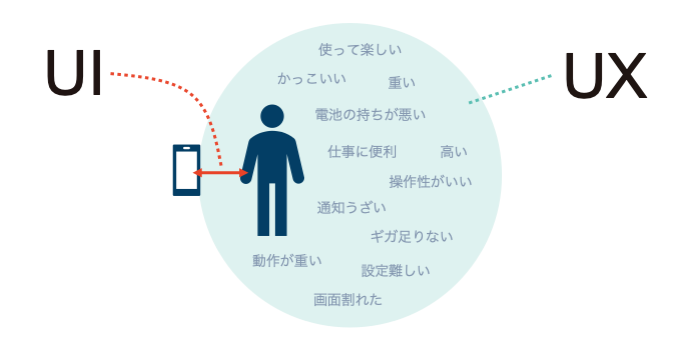 UI
UX
使って楽しい
かっこいい
重い
電池の持ちが悪い
仕事に便利
高い
操作性がいい
通知うざい
ギガ足りない
動作が重い
設定難しい
画面割れた